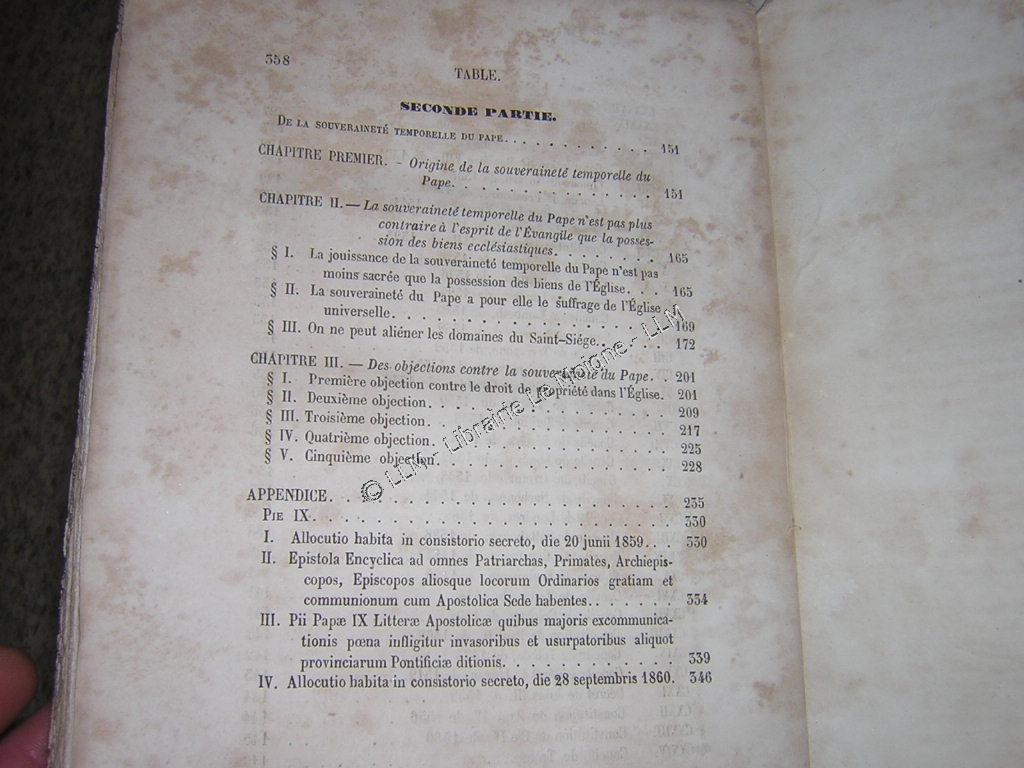 358
TABLE.
SECONDE PARTIE.
DE LA SOUVERAINETÉ TEMPORELLE DU PAPE. . . . . . . . . . . . 151
CHAPITRE PREMIER. - Origine de la souveraineté temporelle du
Pape. . . . . . . . . . . . . . . . 151
CHAPITRE II. — La souveraineté temporelle du Pape n'est pas plus
contraire à l'esprit de l'Évangile que la posses-
sion des biens ecclésiastiques. . . . . . . . 165
§ I. La jouissance de la souveraineté temporelle du Pape n'est pas
moins sacrée que la possession des biens de l'Église. . . 165
§ II. La souveraineté du Pape a pour elle le suffrage de l'Église
universelle. . . . . . . . . . . . . . . . 169
§ III. On ne peut aliéner les domaines du Saint-Siége. . . . . . 172
CHAPITRE III. — Des objections contre la souveraineté du Pape. . 201
§ I. Première objection contre le droit de propriété dans l'Église. 201
§ II. Deuxième objection. . . . . . . . . . . . . . . 209
§ III. Troisième objection. . . . . . . . . . . . . . . 217
§ IV. Quatrième objection. . . . . . . . . . . . . . . 225
§ V. Cinquième objection. . . . . . . . . . . . . . . 228
APPENDICE. . . . . . . . . . . . . . . . . . . 235
PIE IX. . . . . . . . . . . . . . . . . . . . 330
I. Allocutio habita in consistorio secreto, die 20 junii 1859. . . 330
II. Epistola Encyclica ad omnes Patriarchas, Primates, Archiepis-
copos, Episcopos aliosque locorum Ordinarios gratiam et
communionum cum Apostolica Sede habentes. . . . . . . 334
III. Pii Papæ IX Litteræ Apostolicæ quibus majoris excommunica-
tionis pœna infligitur invasoribus et usurpatoribus aliquot
provinciarum Pontificiæ ditionis. . . . . . . . . . . . 339
IV. Allocutio habita in consistorio secreto, die 28 septembris 1860. 346
© LLM - Librairie Le Moigne - LLM